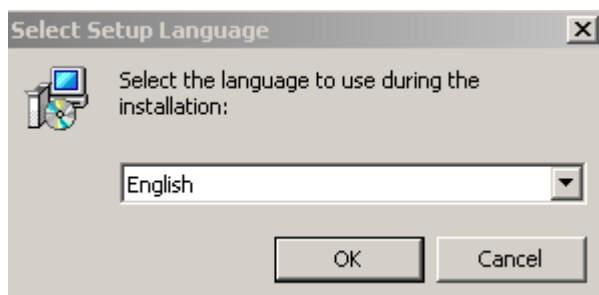 Select Setup Language
Select the language to use during the
installation:
English
OK
Cancel